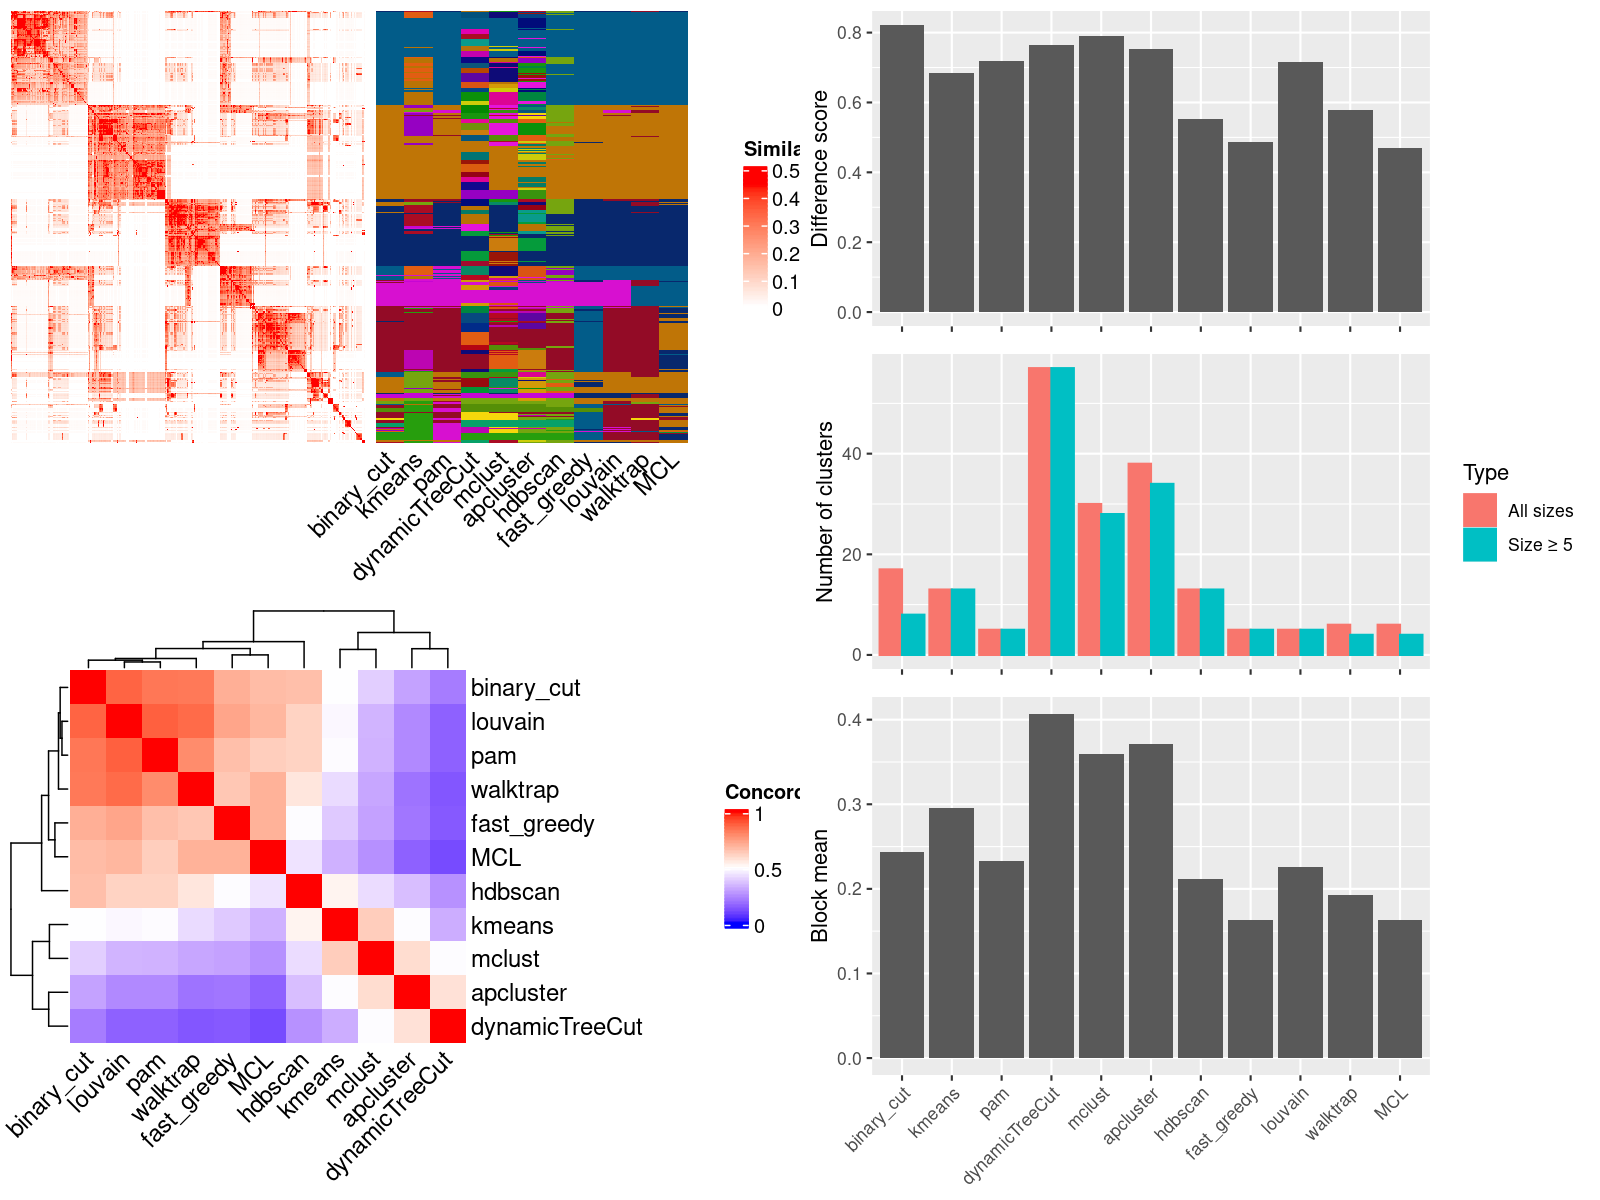 Simila
0.5
0.4
0.3
0.2
0.1
0
binary_cut
kmeans
pam
dynamicTreeCut
mclust
apcluster
hdbscan
fast_greedy
louvain
walktrap
MCL
Difference score
0.8
0.6
0.4
0.2
0.0
Number of clusters
40
20
0
Type
All sizes
Size ≥ 5
Block mean
0.4
0.3
0.2
0.1
0.0
binary_cut
kmeans
pam
dynamicTreeCut
mclust
apcluster
hdbscan
fast_greedy
louvain
walktrap
MCL
binary_cut
louvain
pam
walktrap
fast_greedy
MCL
hdbscan
kmeans
mclust
apcluster
dynamicTreeCut
binary_cut
louvain
pam
walktrap
fast_greedy
MCL
hdbscan
kmeans
mclust
apcluster
dynamicTreeCut
Concord
1
0.5
0